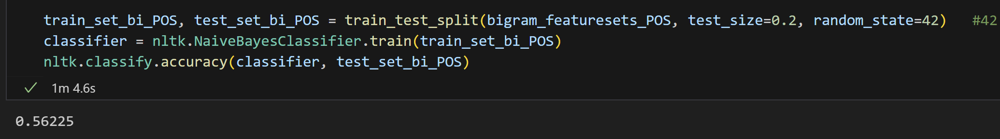 train_set_bi_POS, test_set_bi_POS = train_test_split(bigram_featuresets_POS, test_size=0.2, random_state=42)   #42
classifier = nltk.NaiveBayesClassifier.train(train_set_bi_POS)
nltk.classify.accuracy(classifier, test_set_bi_POS)
1m 4.6s
0.56225